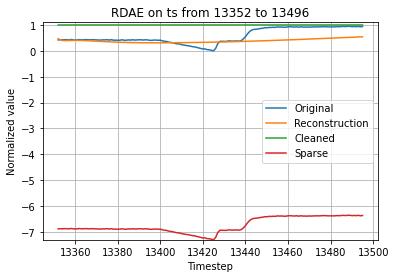 RDAE on ts from 13352 to 13496
Normalized value
1
0
−1
−2
−3
−4
−5
−6
−7
Original
Reconstruction
Cleaned
Sparse
13360 13380 13400 13420 13440 13460 13480 13500
Timestep